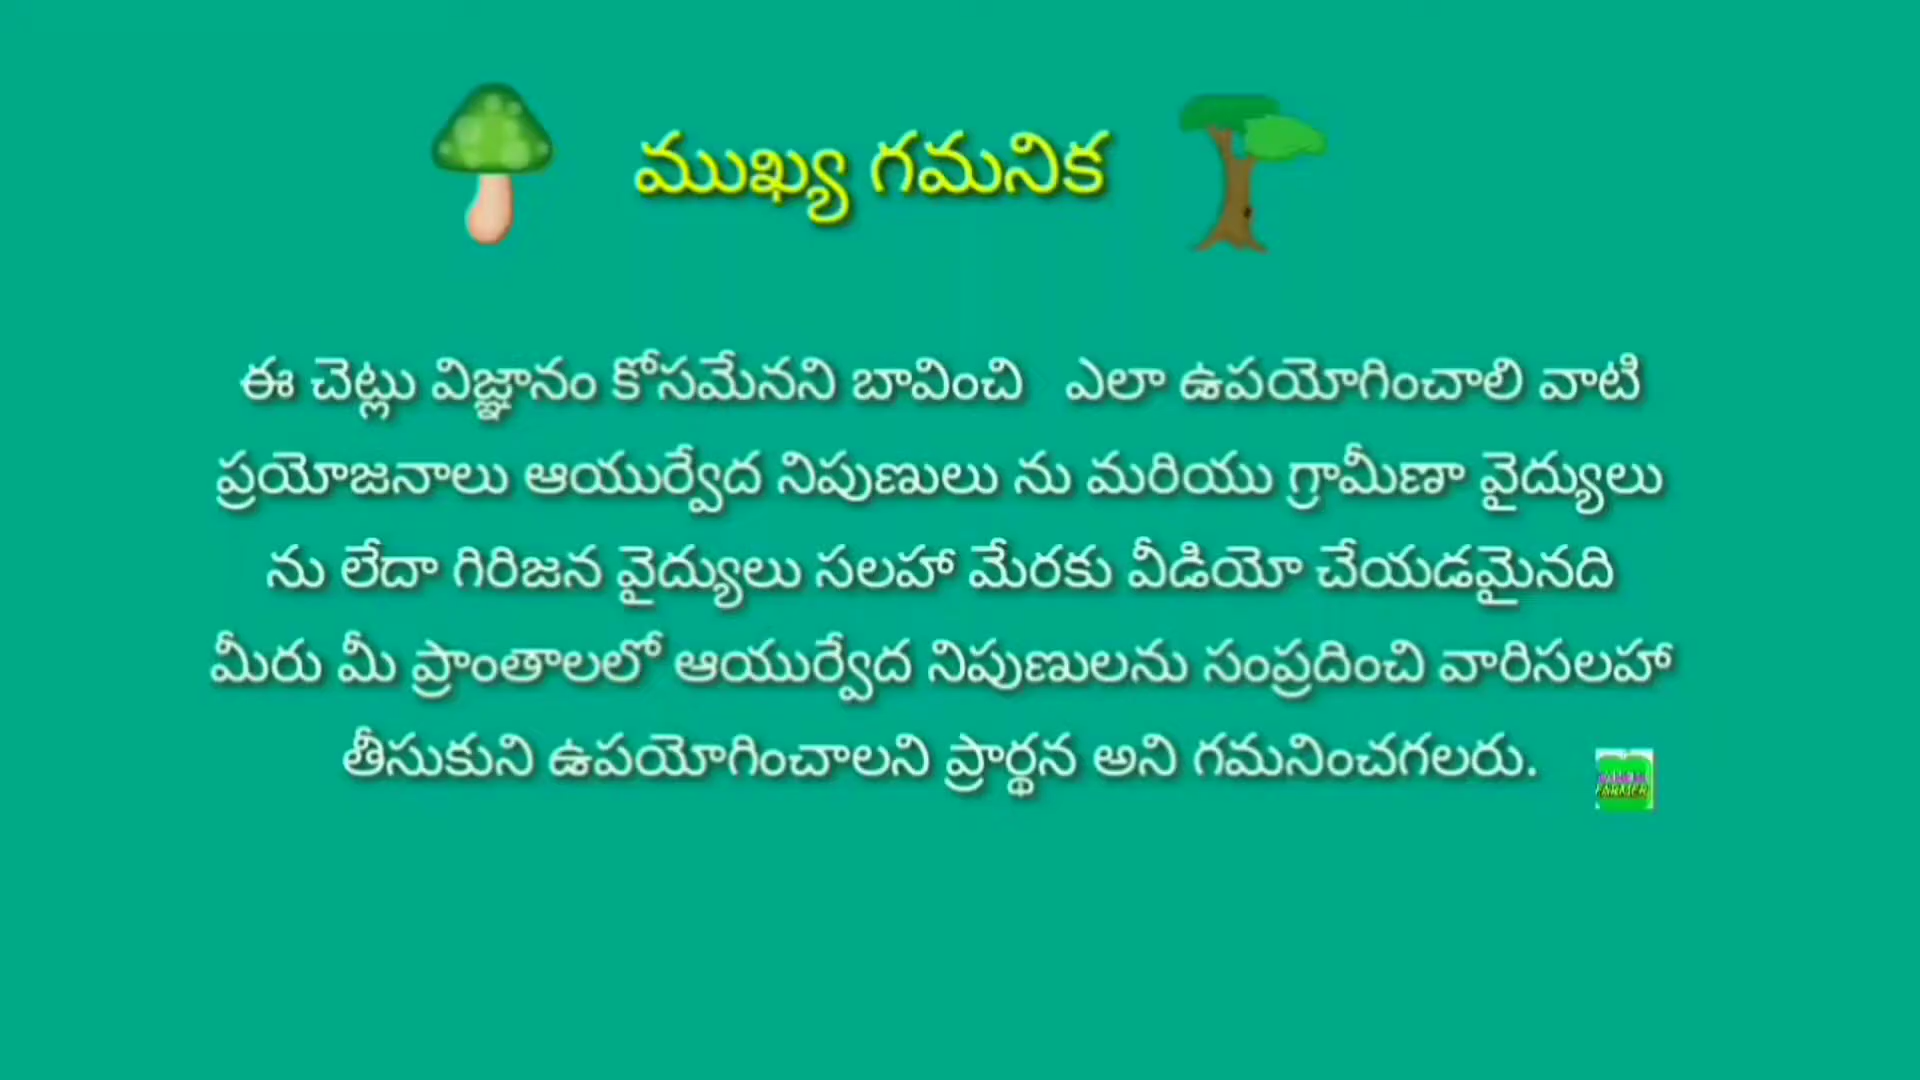 ముఖ్య గమనిక
ఈ చెట్లు విజ్ఞానం కోసమేనని బావించి ఎలా ఉపయోగించాలి వాటి
ప్రయోజనాలు ఆయుర్వేద నిపుణులు ను మరియు గ్రామీణా వైద్యులు
ను లేదా గిరిజన వైద్యులు సలహా మేరకు వీడియో చేయడమైనది
మీరు మీ ప్రాంతాలలో ఆయుర్వేద నిపుణులను సంప్రదించి వారిసలహా
తీసుకుని ఉపయోగించాలని ప్రార్థన అని గమనించగలరు.
FARMER